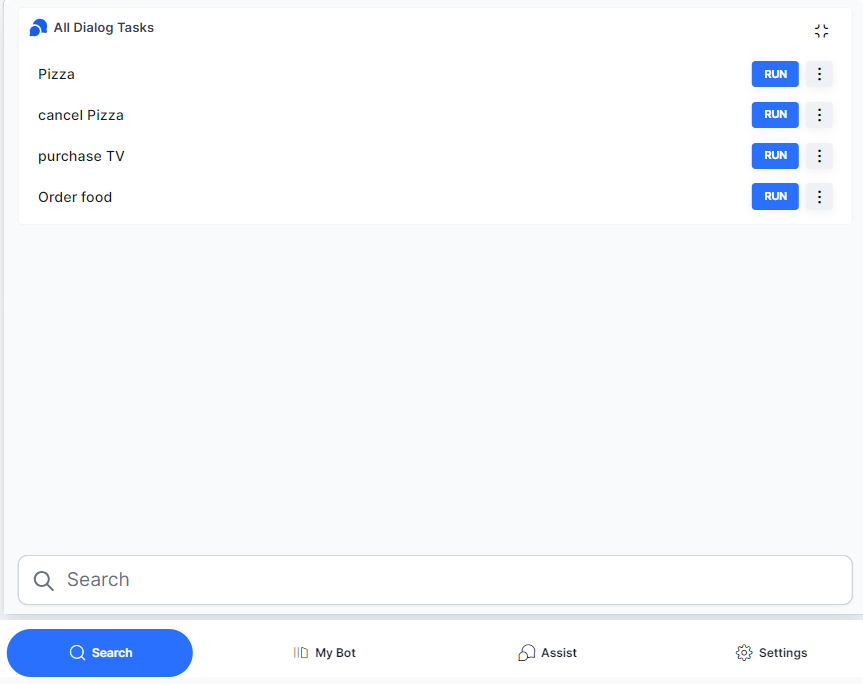 All Dialog Tasks
Pizza RUN
cancel Pizza RUN
purchase TV RUN
Order food RUN
Search
Search My Bot Assist Settings